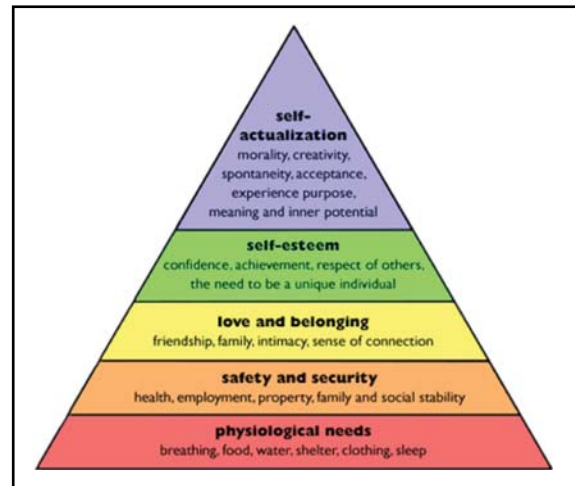 self-
actualization
morality, creativity,
spontaneity, acceptance,
experience purpose,
meaning and inner potential
self-esteem
confidence, achievement, respect of others,
the need to be a unique individual
love and belonging
friendship, family, intimacy, sense of connection
safety and security
health, employment, property, family and social stability
physiological needs
breathing, food, water, shelter, clothing, sleep